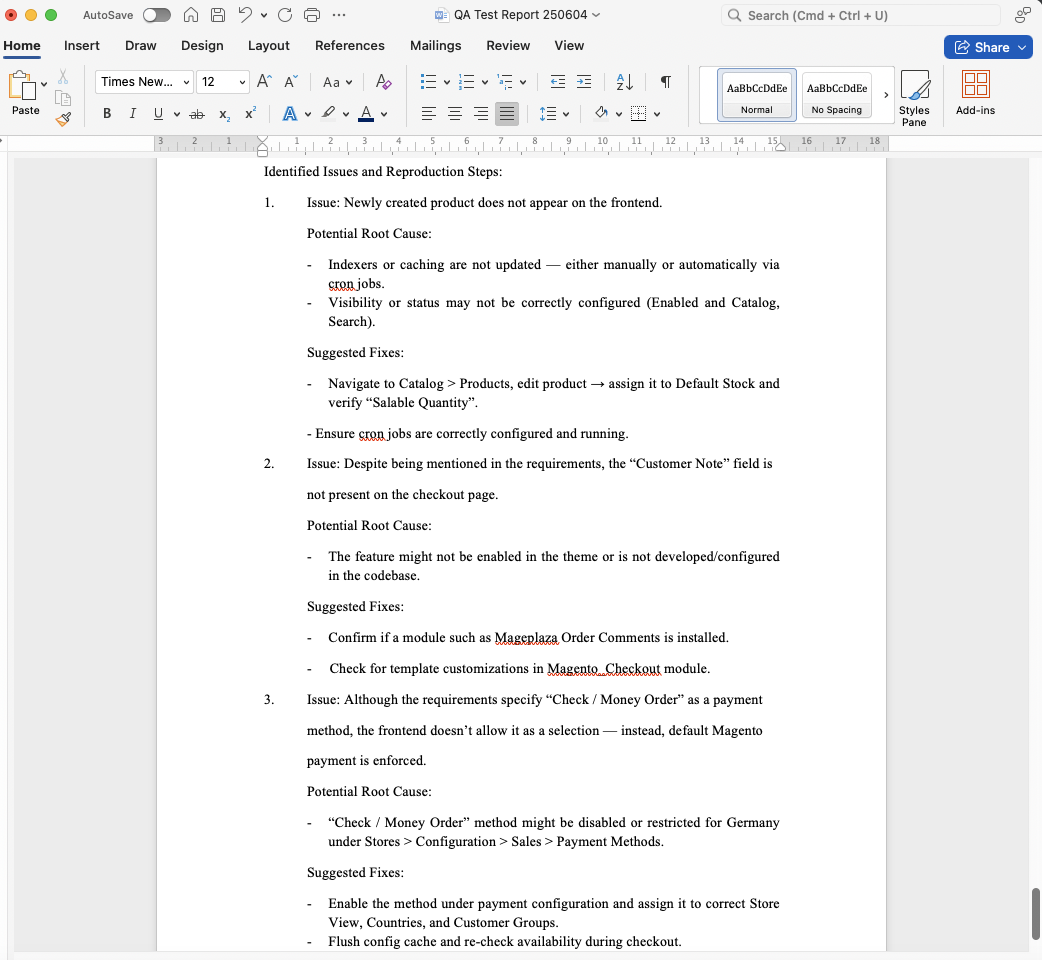 AutoSave
QA Test Report 250604
Search (Cmd + Ctrl + U)
Home Insert Draw Design Layout References Mailings Review View
Share
Paste
Times New... 12
Aa
AaBbCcDdEe AaBbCcDdEe
Normal No Spacing
Styles Pane
Add-ins
B I U ab x2 x2 A A
3 2 1 1 2 3 4 5 6 7 8 9 10 11 12 13 14 15 16 17 18
Identified Issues and Reproduction Steps:
1. Issue: Newly created product does not appear on the frontend.
Potential Root Cause:
- Indexers or caching are not updated — either manually or automatically via
cron jobs.
- Visibility or status may not be correctly configured (Enabled and Catalog,
Search).
Suggested Fixes:
- Navigate to Catalog > Products, edit product → assign it to Default Stock and
verify “Salable Quantity”.
- Ensure cron jobs are correctly configured and running.
2. Issue: Despite being mentioned in the requirements, the “Customer Note” field is
not present on the checkout page.
Potential Root Cause:
- The feature might not be enabled in the theme or is not developed/configured
in the codebase.
Suggested Fixes:
- Confirm if a module such as Mageplaza Order Comments is installed.
- Check for template customizations in Magento_Checkout module.
3. Issue: Although the requirements specify “Check / Money Order” as a payment
method, the frontend doesn’t allow it as a selection — instead, default Magento
payment is enforced.
Potential Root Cause:
- “Check / Money Order” method might be disabled or restricted for Germany
under Stores > Configuration > Sales > Payment Methods.
Suggested Fixes:
- Enable the method under payment configuration and assign it to correct Store
View, Countries, and Customer Groups.
- Flush config cache and re-check availability during checkout.